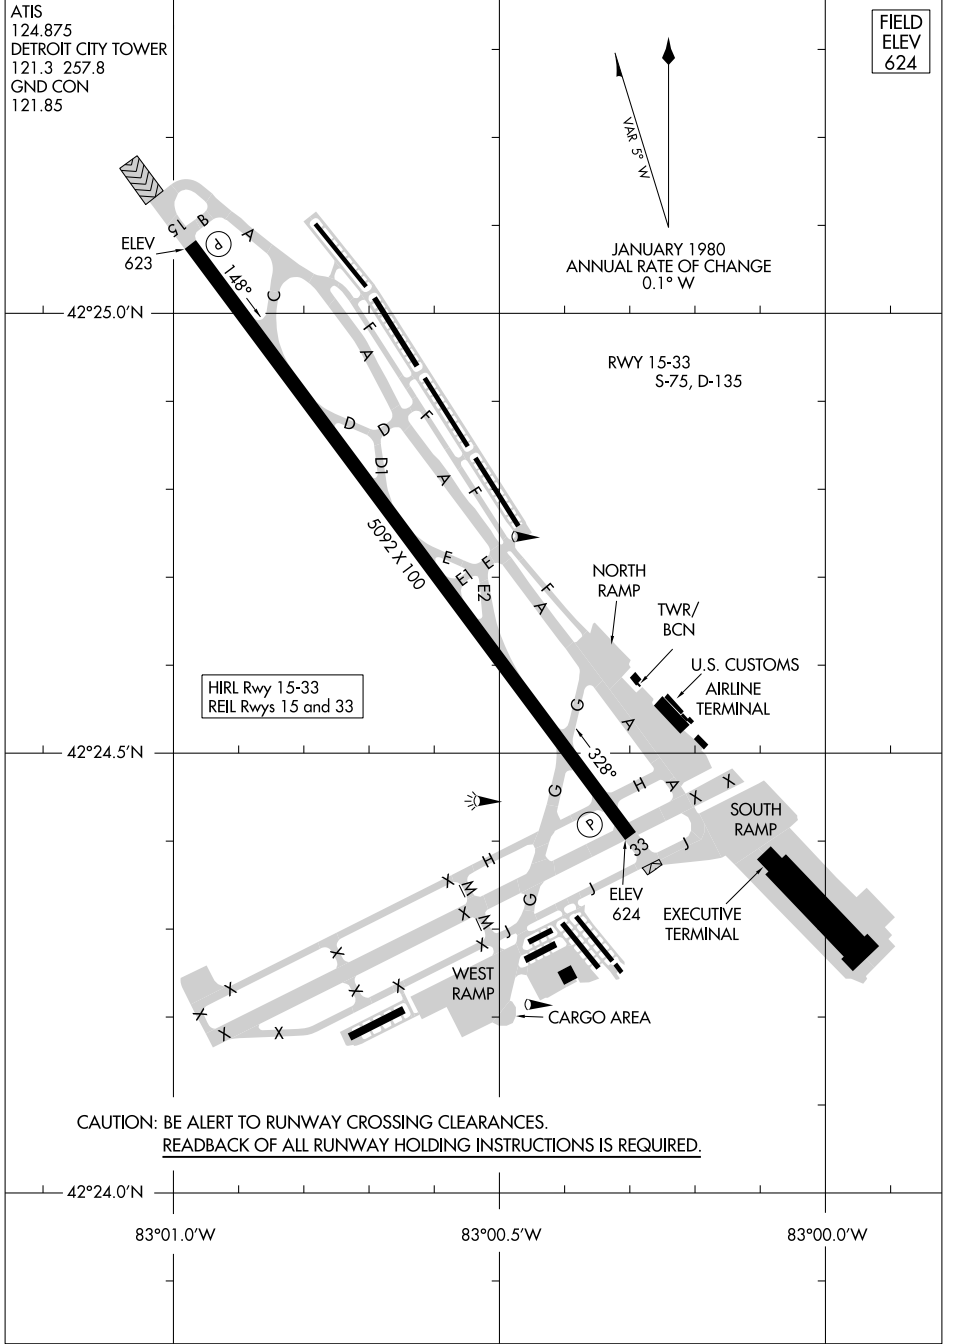 ATIS
124.875
DETROIT CITY TOWER
121.3 257.8
GND CON
121.85
FIELD
ELEV
624
VAR 5° W
JANUARY 1980
ANNUAL RATE OF CHANGE
0.1° W
15
B
A
ELEV
623
P
148°
C
42°25.0'N
F
A
RWY 15-33
S-75, D-135
D
D
F
D1
A
F
5092 X 100
E
E1
E
E2
F
A
NORTH
RAMP
TWR/
BCN
U.S. CUSTOMS
AIRLINE
TERMINAL
HIRL Rwy 15-33
REIL Rwys 15 and 33
G
A
42°24.5'N
328°
G
H
A
X
X
SOUTH
RAMP
P
33
J
H
X
M
J
ELEV
624
G
EXECUTIVE
TERMINAL
X
M
J
X
X
WEST
RAMP
X
X
X
X
X
X
CARGO AREA
CAUTION: BE ALERT TO RUNWAY CROSSING CLEARANCES.
READBACK OF ALL RUNWAY HOLDING INSTRUCTIONS IS REQUIRED.
42°24.0'N
83°01.0'W
83°00.5'W
83°00.0'W